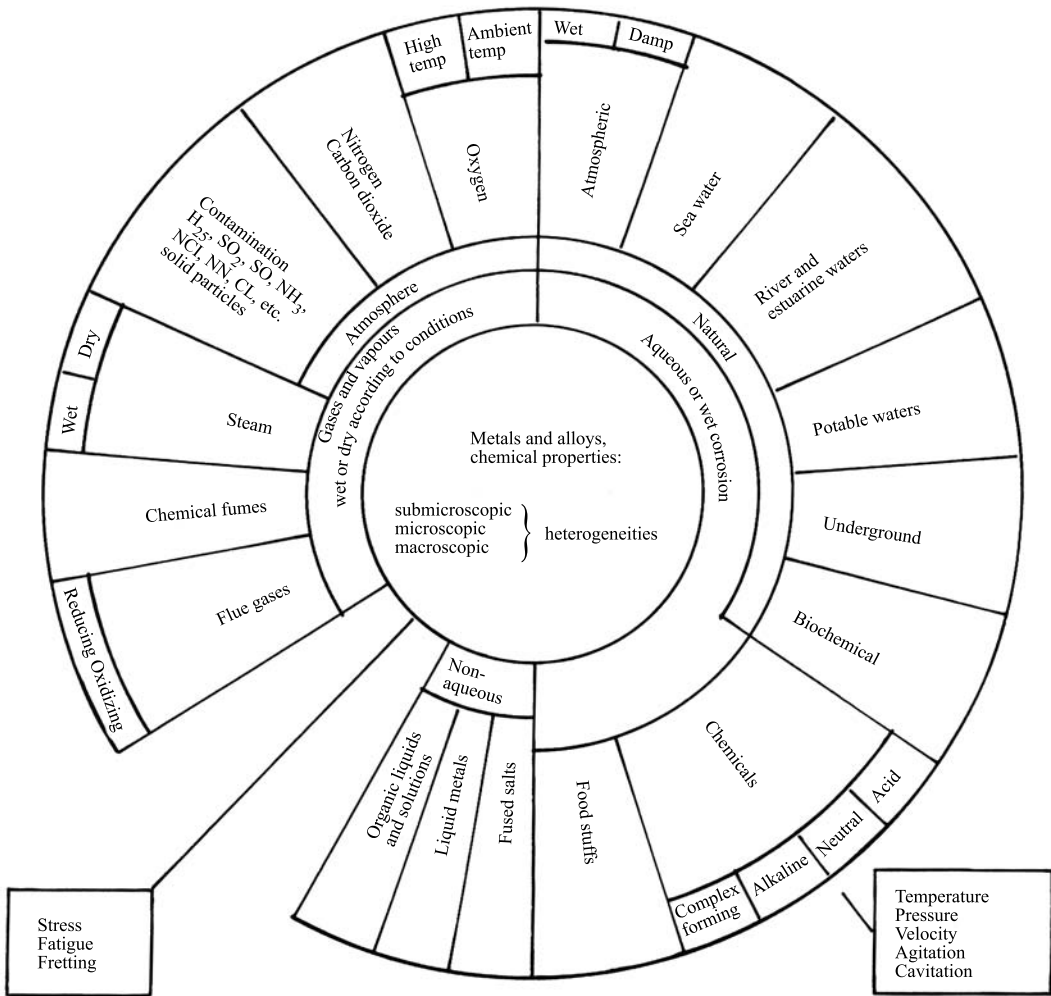 High
temp
Ambient
temp
Wet
Damp
Oxygen
Atmospheric
Sea water
River and
estuarine waters
Potable waters
Underground
Biochemical
Chemicals
Acid
Neutral
Alkaline
Complex
forming
Food stuffs
Non-
aqueous
Fused salts
Liquid metals
Organic liquids
and solutions
Flue gases
Reducing Oxidizing
Chemical fumes
Steam
Wet
Dry
Contamination
H25, SO2, SO, NH3,
NCI, NN, CL, etc.
solid particles
Nitrogen
Carbon dioxide
Atmosphere
Gases and vapours
wet or dry according to conditions
Natural
Aqueous or wet corrosion
Metals and alloys,
chemical properties:
submicroscopic
microscopic
macroscopic
} heterogeneities
Stress
Fatigue
Fretting
Temperature
Pressure
Velocity
Agitation
Cavitation